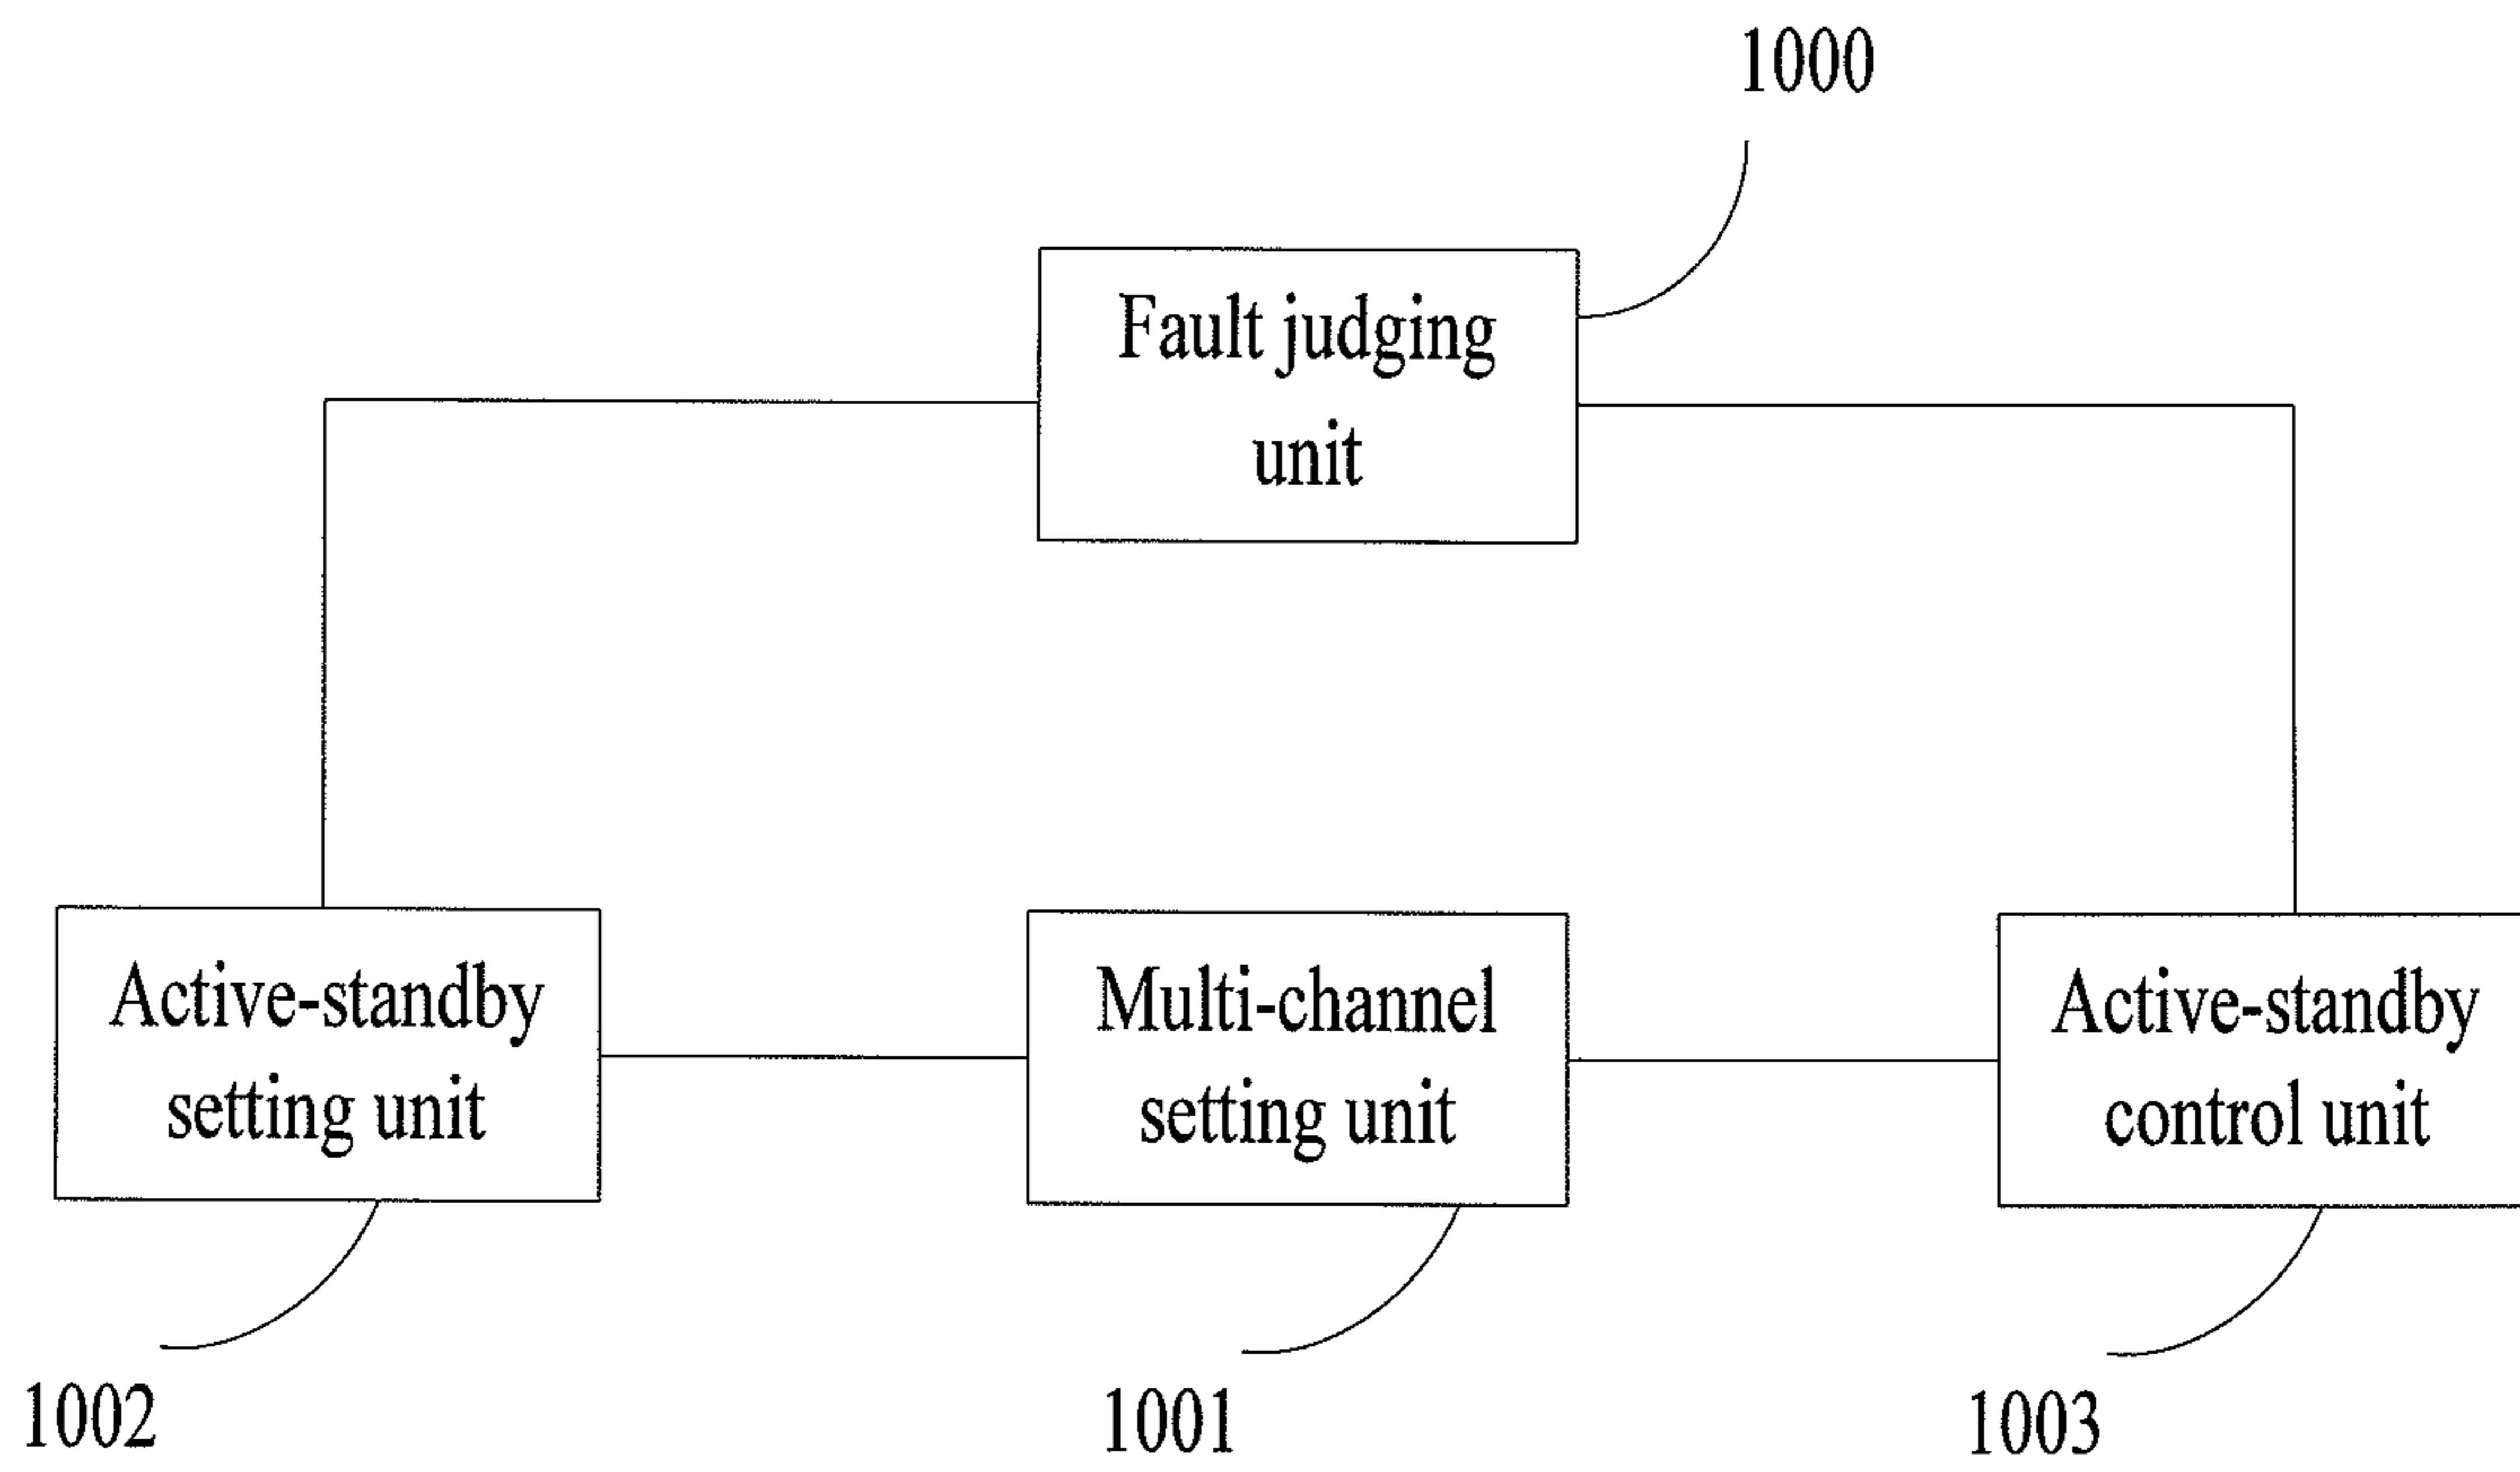 1000
Fault judging
unit
Active-standby
setting unit
Multi-channel
setting unit
Active-standby
control unit
1002
1001
1003